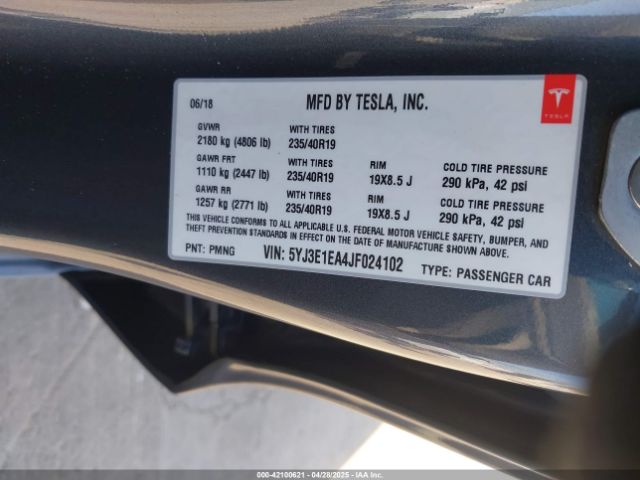 06/18 MFD BY TESLA, INC.
TESLA
GVWR WITH TIRES
2180 kg (4806 lb) 235/40R19
GAWR FRT WITH TIRES RIM COLD TIRE PRESSURE
1110 kg (2447 lb) 235/40R19 19X8.5 J 290 kPa, 42 psi
GAWR RR WITH TIRES RIM COLD TIRE PRESSURE
1257 kg (2771 lb) 235/40R19 19X8.5 J 290 kPa, 42 psi
THIS VEHICLE CONFORMS TO ALL APPLICABLE U.S. FEDERAL MOTOR VEHICLE SAFETY, BUMPER, AND
THEFT PREVENTION STANDARDS IN EFFECT ON THE DATE OF MANUFACTURE SHOWN ABOVE.
PNT: PMNG VIN: 5YJ3E1EA4JF024102 TYPE: PASSENGER CAR
000-42100621 | 04/28/2025 | IAA, Inc.